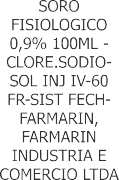 SORO
FISIOLOGICO
0,9% 100ML -
CLORE.SODIO-
SOL INJ IV-60
FR-SIST FECH-
FARMARIN,
FARMARIN
INDUSTRIA E
COMERCIO LTDA